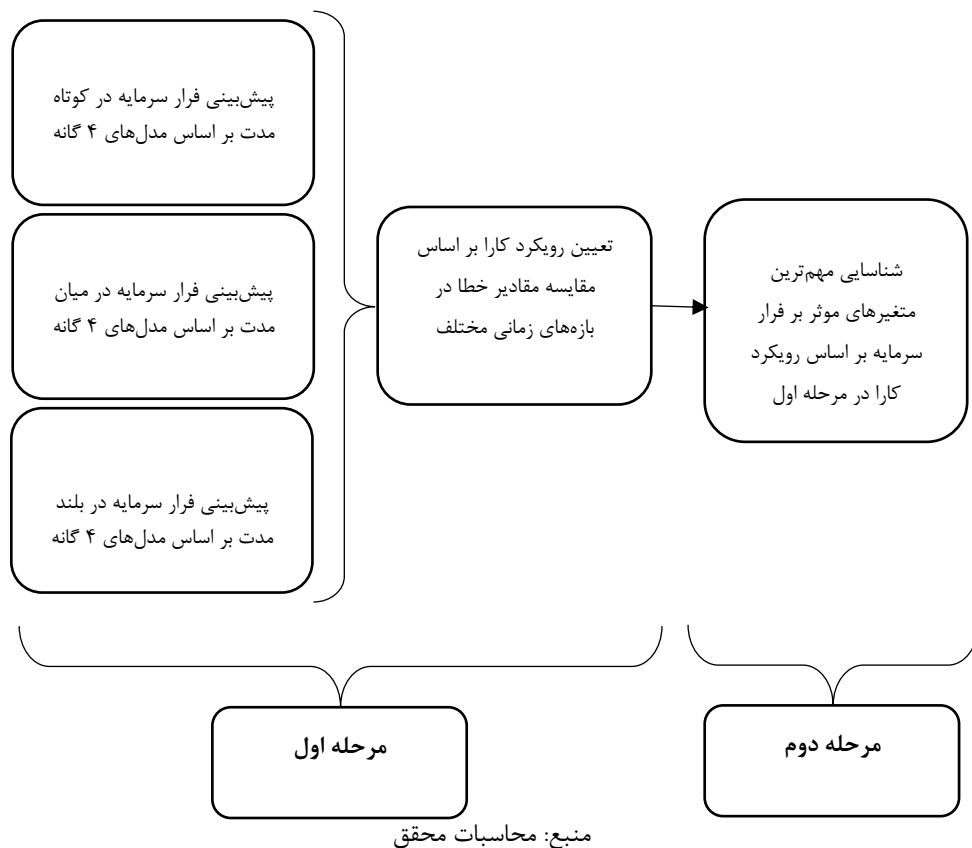 پیش‌بینی فرار سرمایه در کوتاه
مدت بر اساس مدل‌های ۴ گانه
پیش‌بینی فرار سرمایه در میان
مدت بر اساس مدل‌های ۴ گانه
پیش‌بینی فرار سرمایه در بلند
مدت بر اساس مدل‌های ۴ گانه
تعیین رویکرد کارا بر اساس
مقایسه مقادیر خطا در
بازه‌های زمانی مختلف
شناسایی مهم‌ترین
متغیرهای موثر بر فرار
سرمایه بر اساس رویکرد
کارا در مرحله اول
مرحله اول
مرحله دوم
منبع: محاسبات محقق